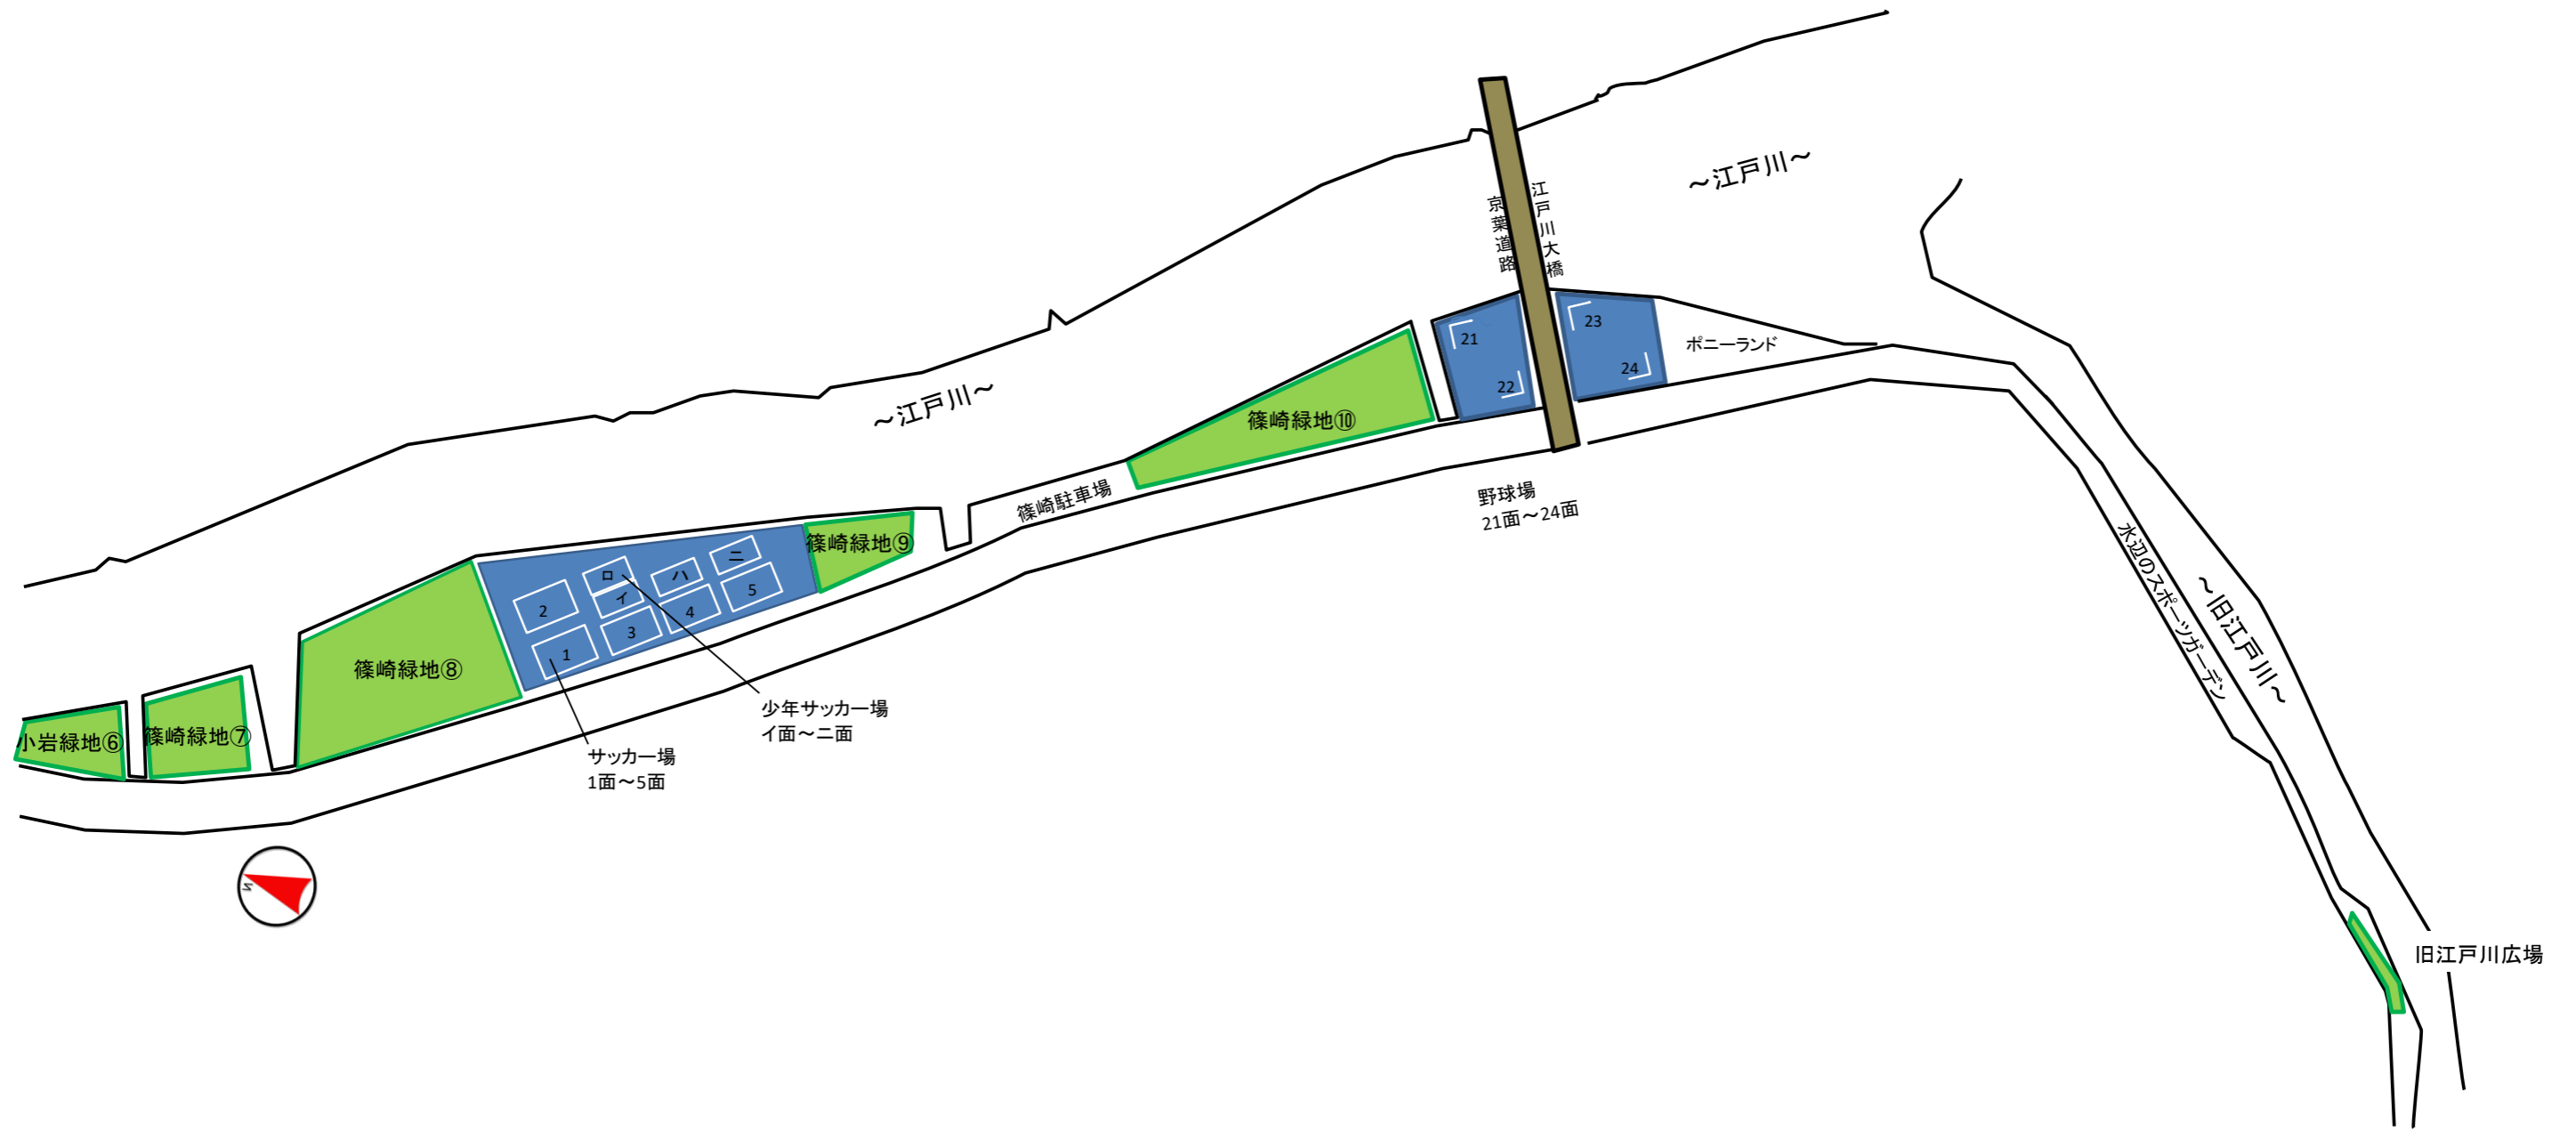 ～江戸川～
江戸川大橋
京葉道路
21
22
23
24
ポニーランド
～江戸川～
篠崎緑地⑩
篠崎駐車場
野球場
21面～24面
篠崎緑地⑨
ニ
ハ
ロ
イ
5
4
3
2
1
篠崎緑地⑧
少年サッカー場
イ面～ニ面
サッカー場
1面～5面
篠崎緑地⑦
小岩緑地⑥
N
水辺のスポーツガーデン
～旧江戸川～
旧江戸川広場